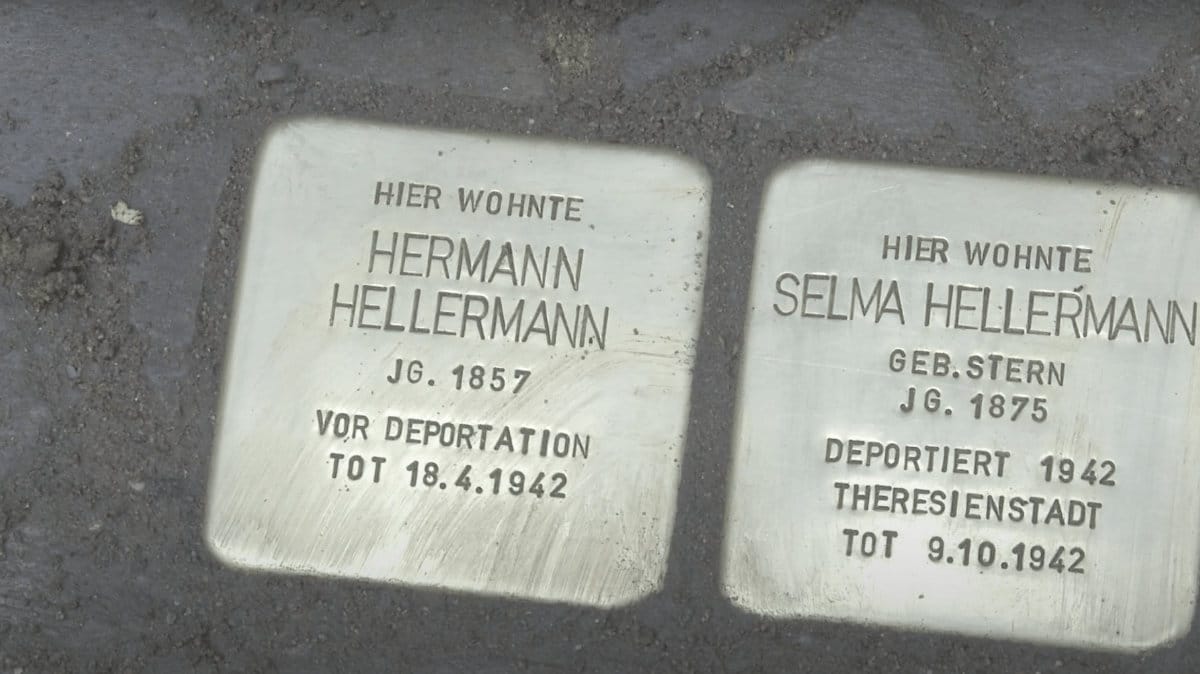 HIER WOHNTE
HERMANN
HELLERMANN
JG. 1857
VOR DEPORTATION
TOT 18.4.1942
HIER WOHNTE
SELMA HELLERMANN
GEB. STERN
JG. 1875
DEPORTIERT 1942
THERESIENSTADT
TOT 9.10.1942